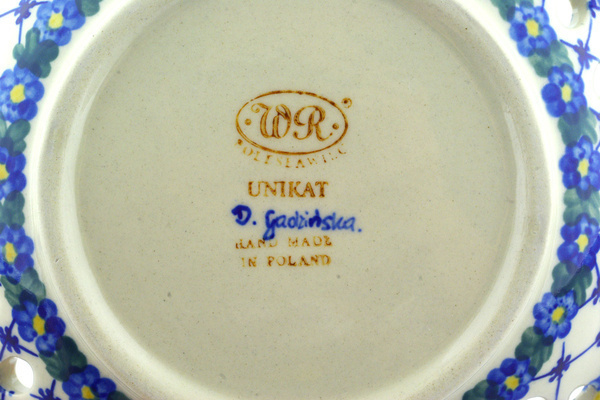 WR
BOLESŁAWIEC
UNIKAT
D. Gadzińska.
HAND MADE
IN POLAND